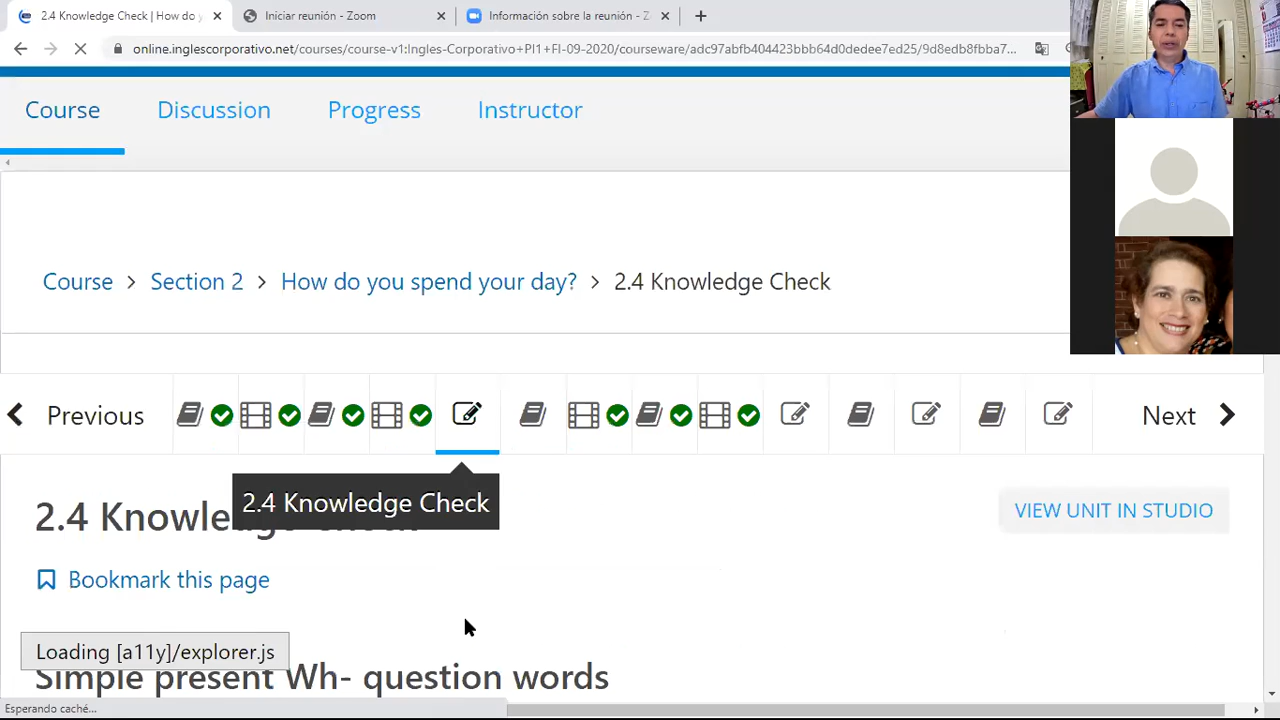 2.4 Knowledge Check | How do y
Iniciar reunión - Zoom
Información sobre la reunión - Z
online.inglescorporativo.net/courses/course-v1:Ingles-Corporativo+PI1+FI-09-2020/courseware/adc97abfb404423bbb64d0dedee7ed25/9d8edb8fbba7...
Course Discussion Progress Instructor
Course > Section 2 > How do you spend your day? > 2.4 Knowledge Check
Previous Next
2.4 Knowledge Check
2.4 Knowledge Check
VIEW UNIT IN STUDIO
Bookmark this page
Loading [a11y]/explorer.js
Simple present Wh- question words
Esperando caché...